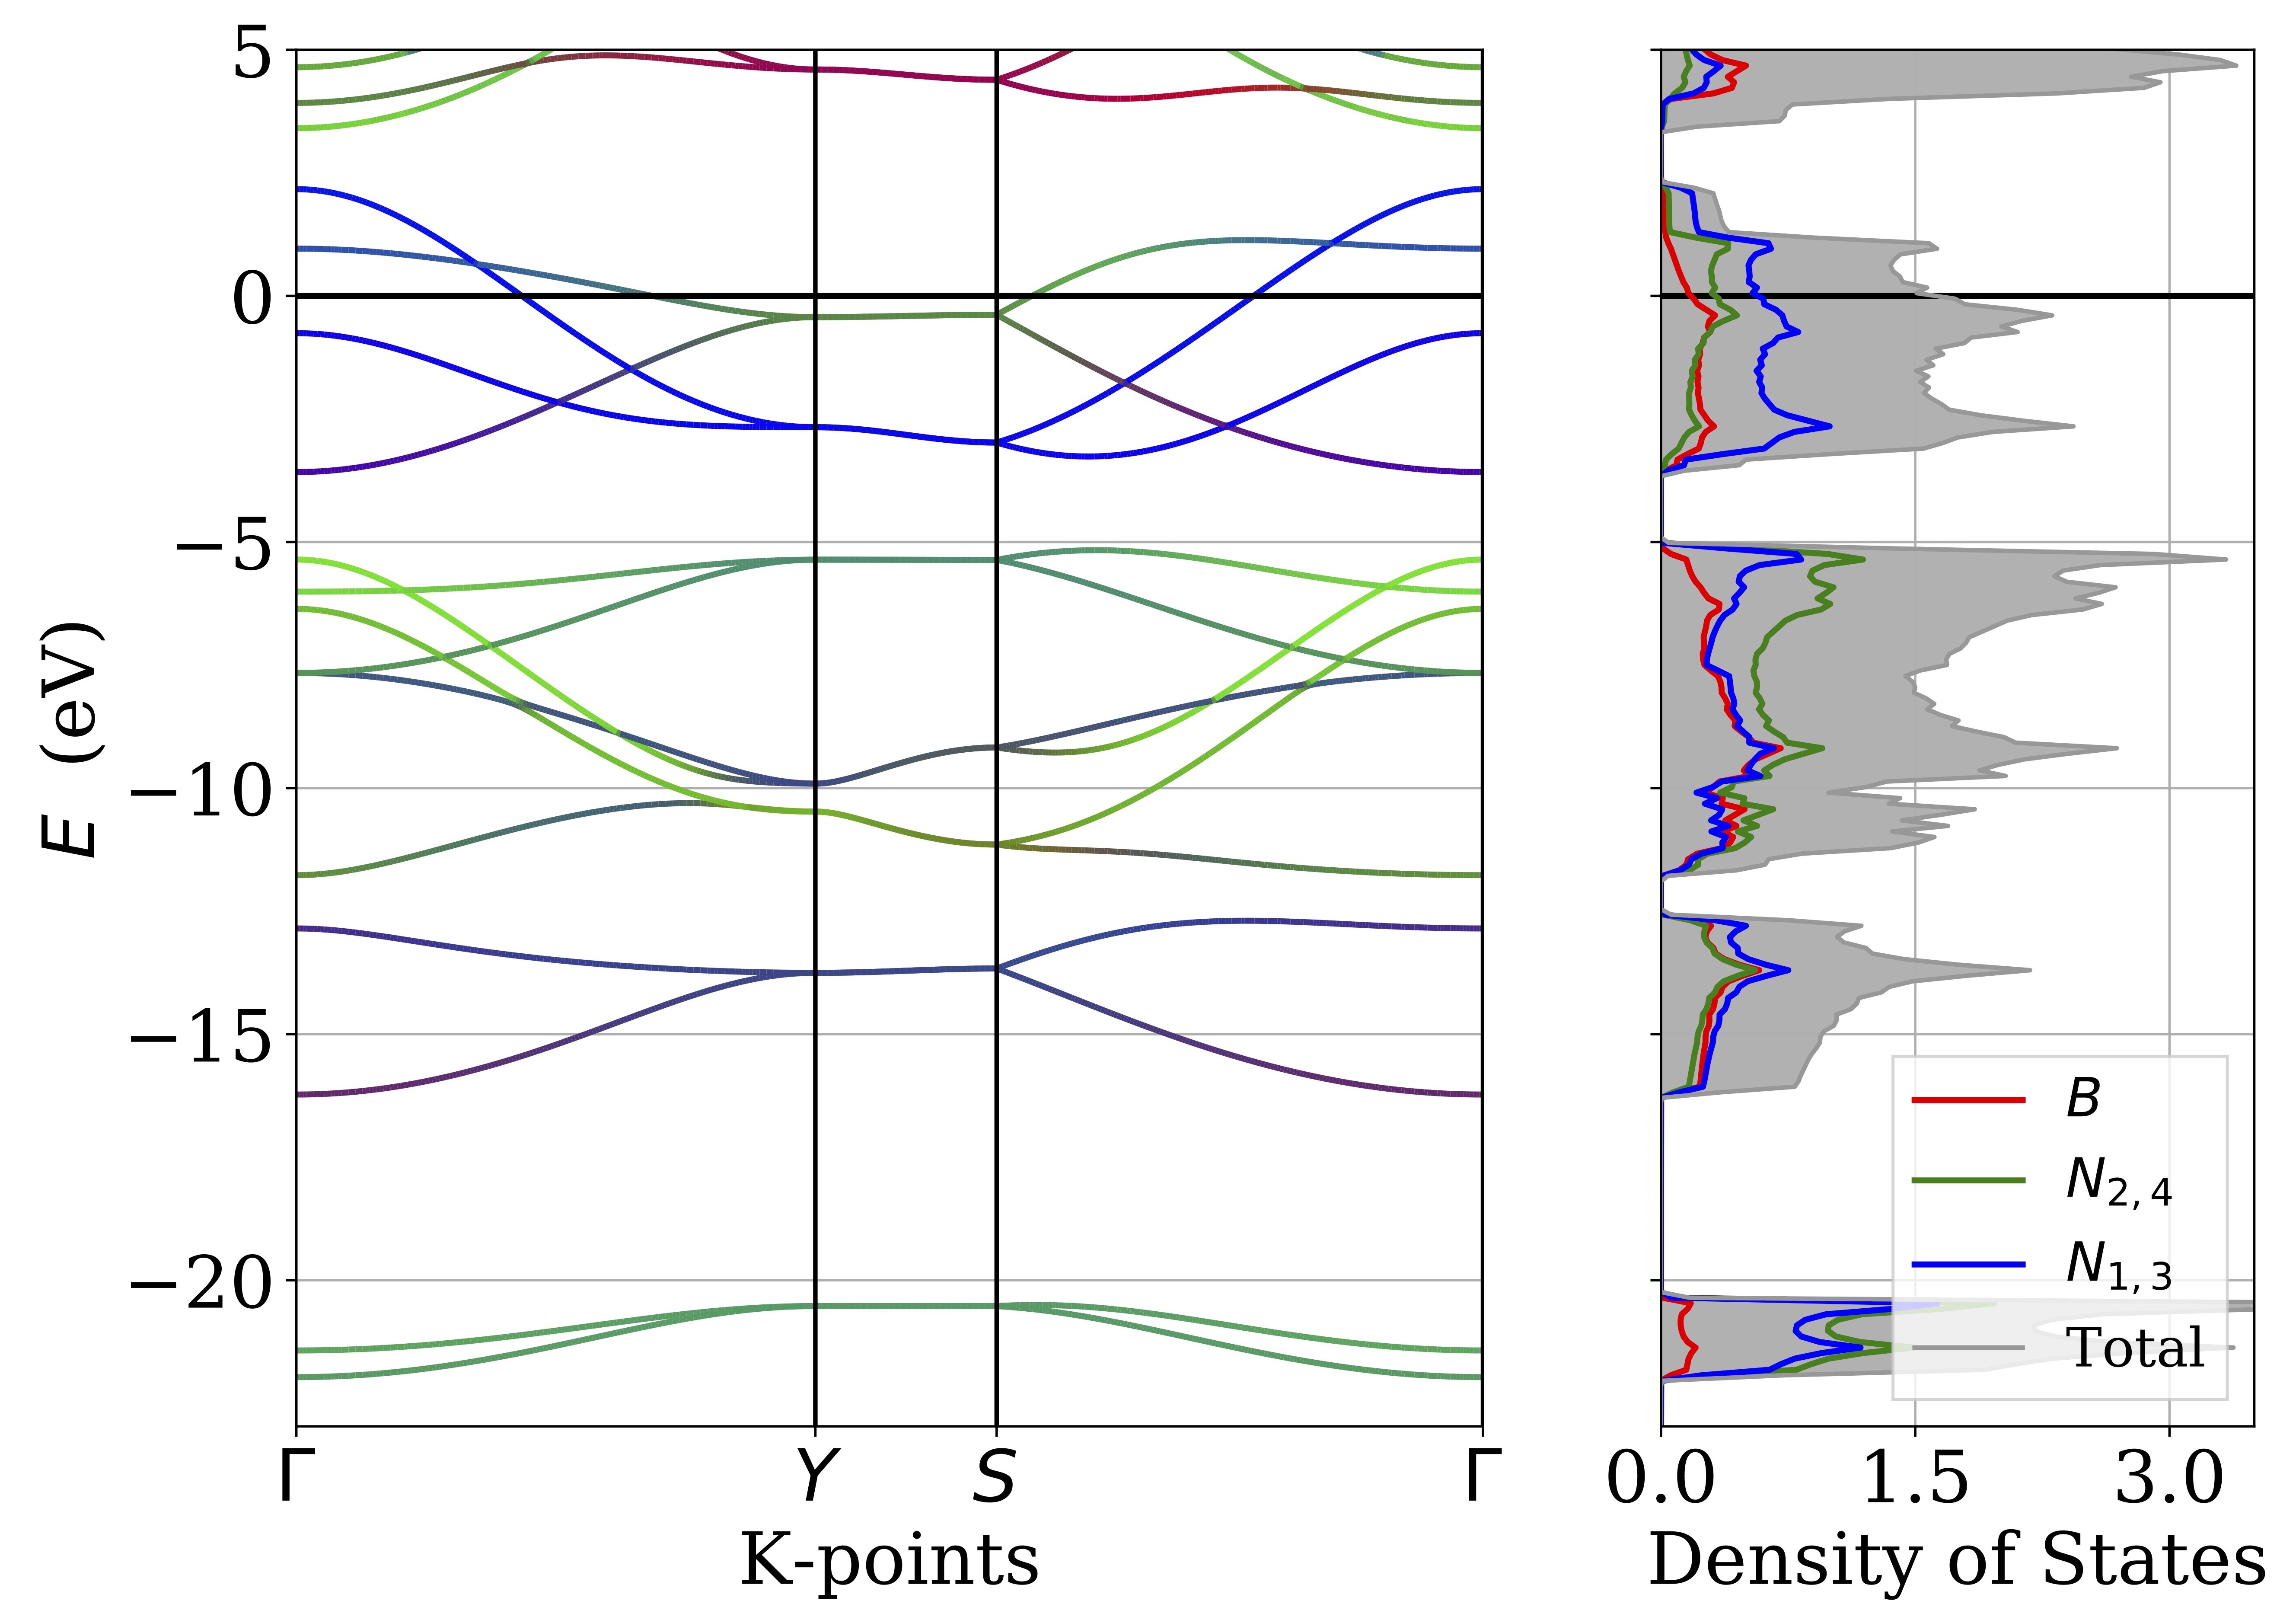 E (eV)
5
0
−5
−10
−15
−20
Γ
Y
S
Γ
K-points
B
N2,4
N1,3
Total
0.0
1.5
3.0
Density of States